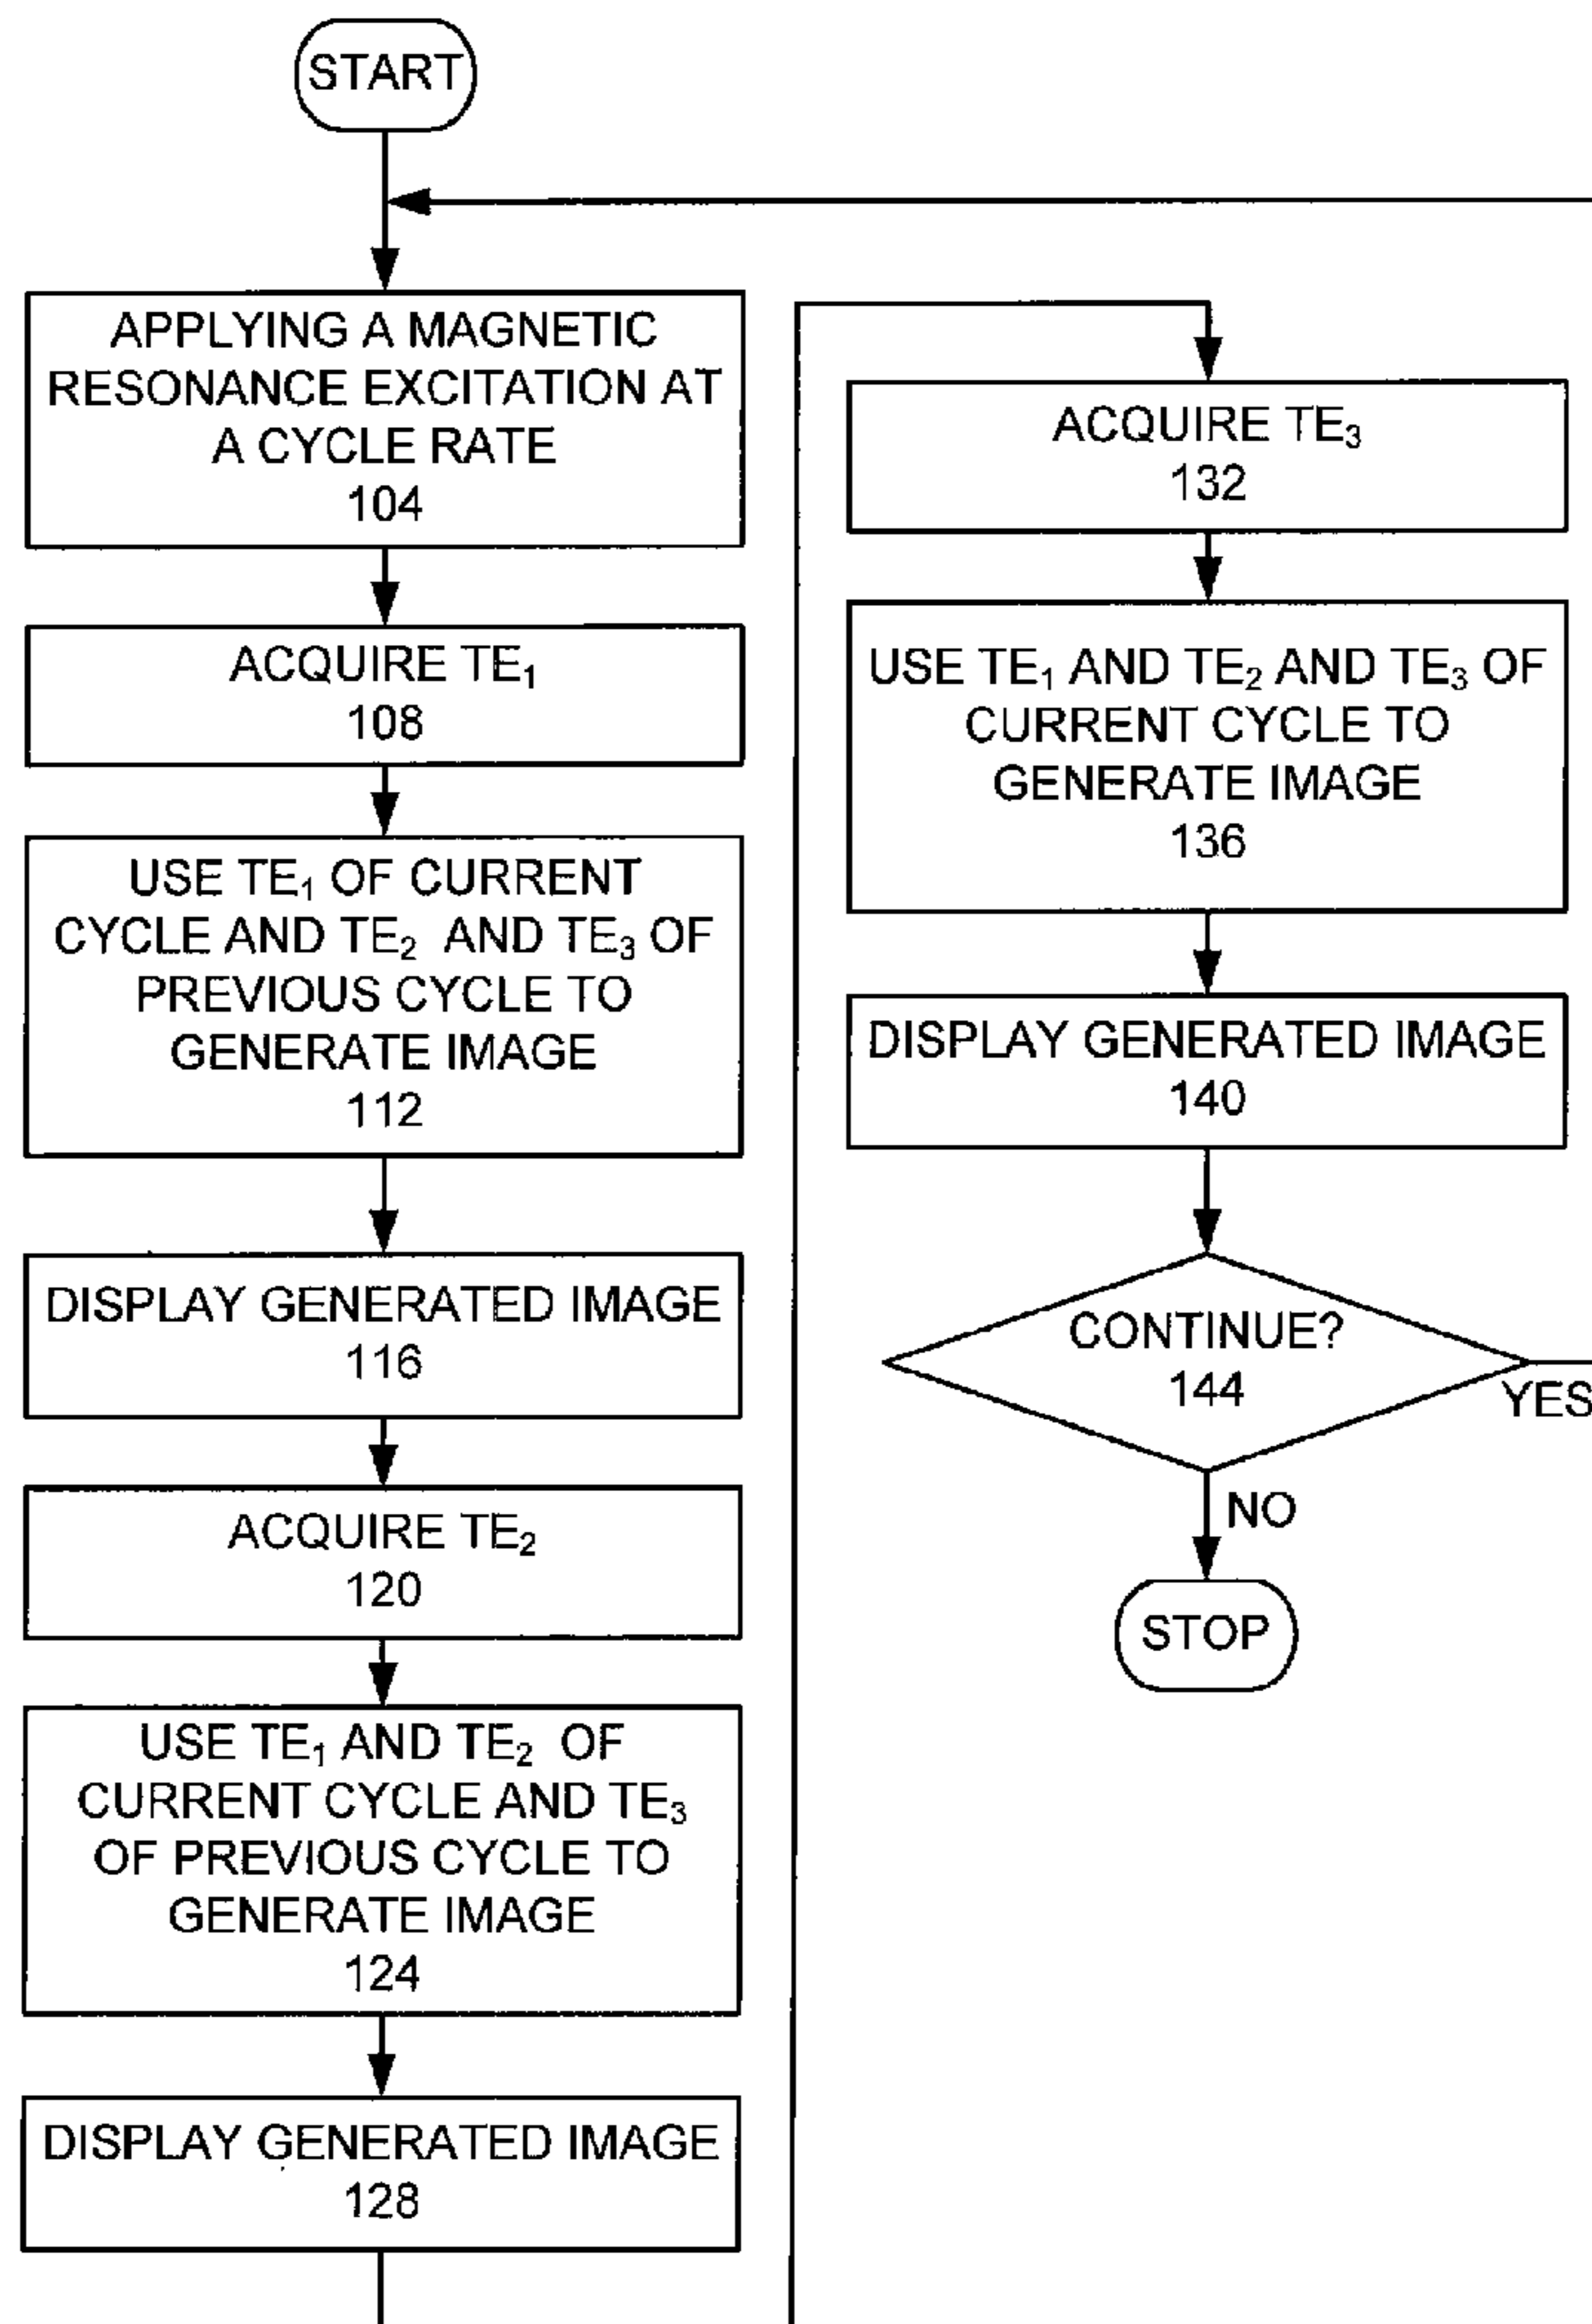 START
APPLYING A MAGNETIC
RESONANCE EXCITATION AT
A CYCLE RATE
104
ACQUIRE TE₁
108
USE TE₁ OF CURRENT
CYCLE AND TE₂ AND TE₃ OF
PREVIOUS CYCLE TO
GENERATE IMAGE
112
DISPLAY GENERATED IMAGE
116
ACQUIRE TE₂
120
USE TE₁ AND TE₂ OF
CURRENT CYCLE AND TE₃
OF PREVIOUS CYCLE TO
GENERATE IMAGE
124
DISPLAY GENERATED IMAGE
128
ACQUIRE TE₃
132
USE TE₁ AND TE₂ AND TE₃ OF
CURRENT CYCLE TO
GENERATE IMAGE
136
DISPLAY GENERATED IMAGE
140
CONTINUE?
144
YES
NO
STOP